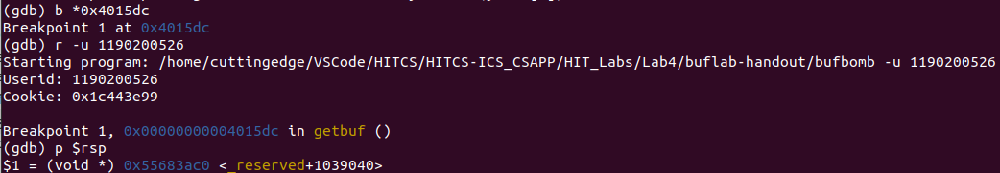 (gdb) b *0x4015dc
Breakpoint 1 at 0x4015dc
(gdb) r -u 1190200526
Starting program: /home/cuttingedge/VSCode/HITCS/HITCS-ICS_CSAPP/HIT_Labs/Lab4/buflab-handout/bufbomb -u 1190200526
Userid: 1190200526
Cookie: 0x1c443e99
Breakpoint 1, 0x00000000004015dc in getbuf ()
(gdb) p $rsp
$1 = (void *) 0x55683ac0 <_reserved+1039040>